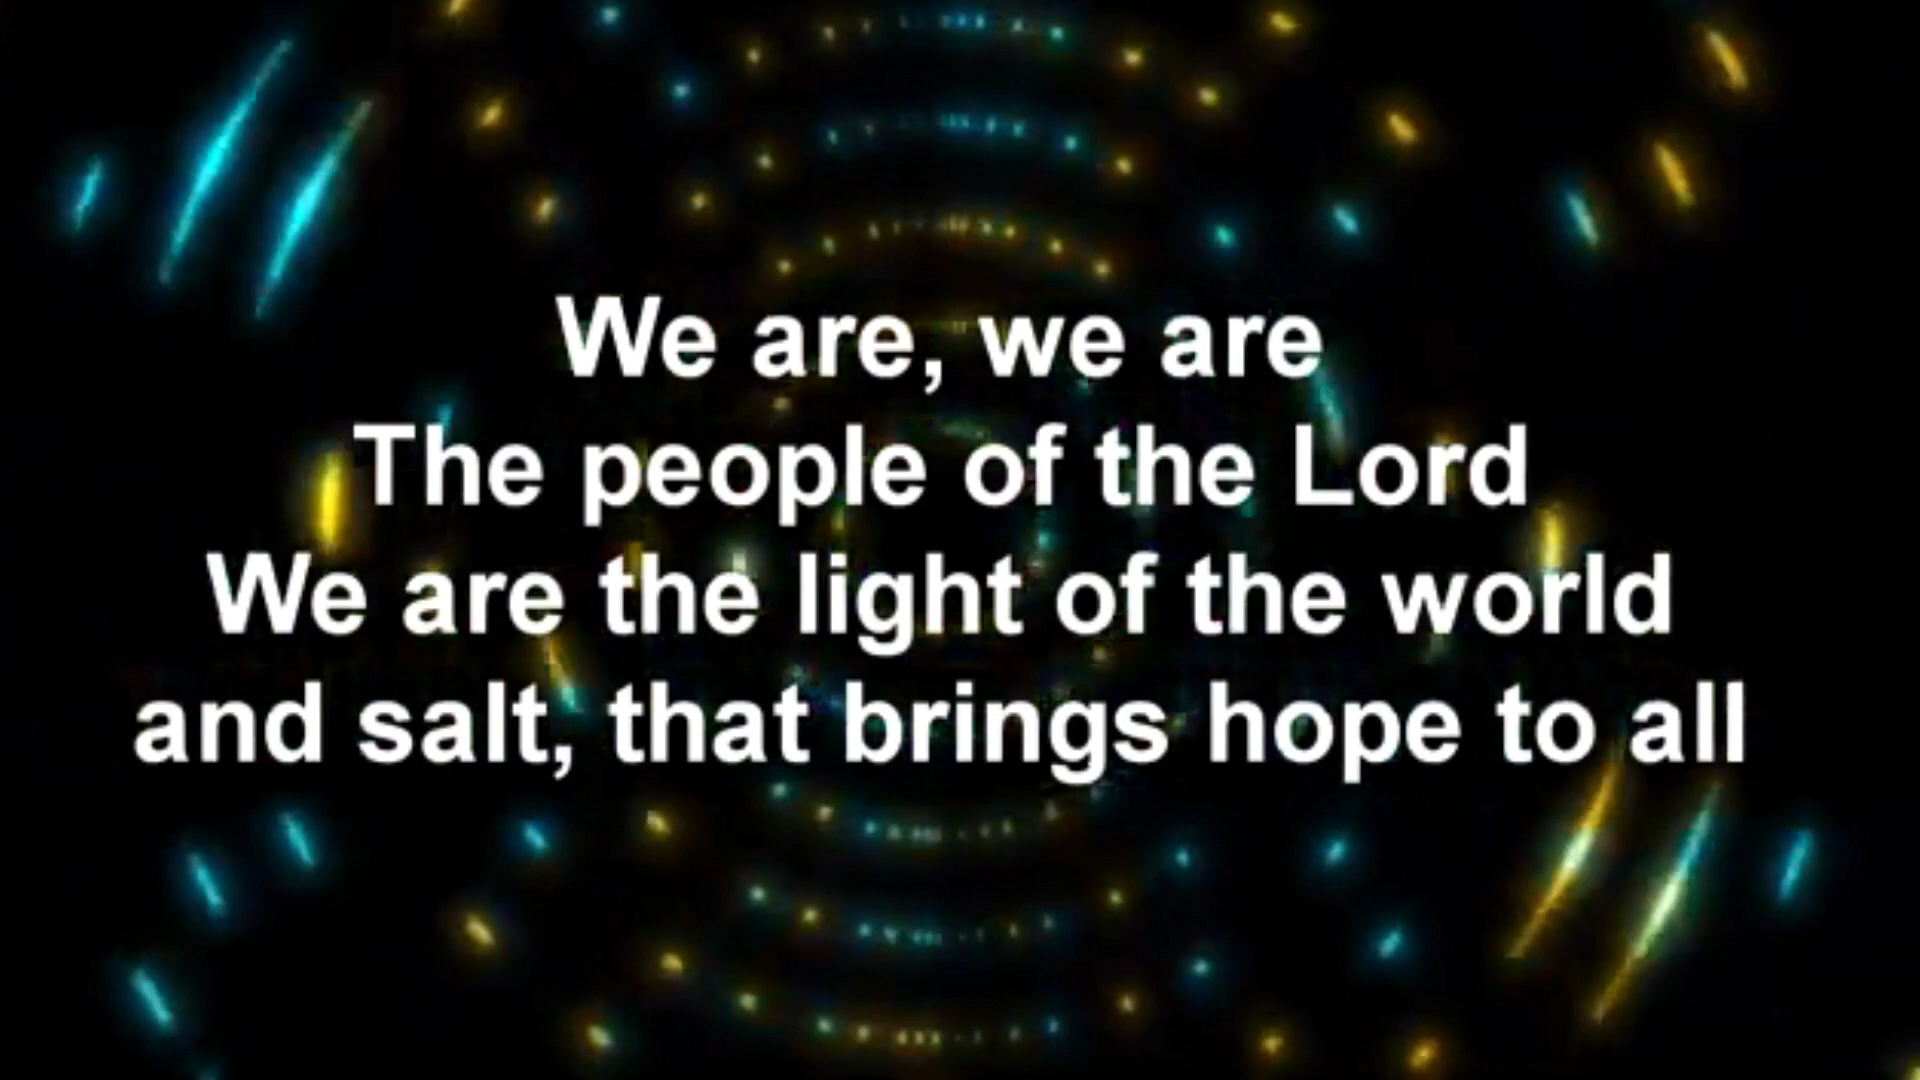 We are, we are
The people of the Lord
We are the light of the world
and salt, that brings hope to all